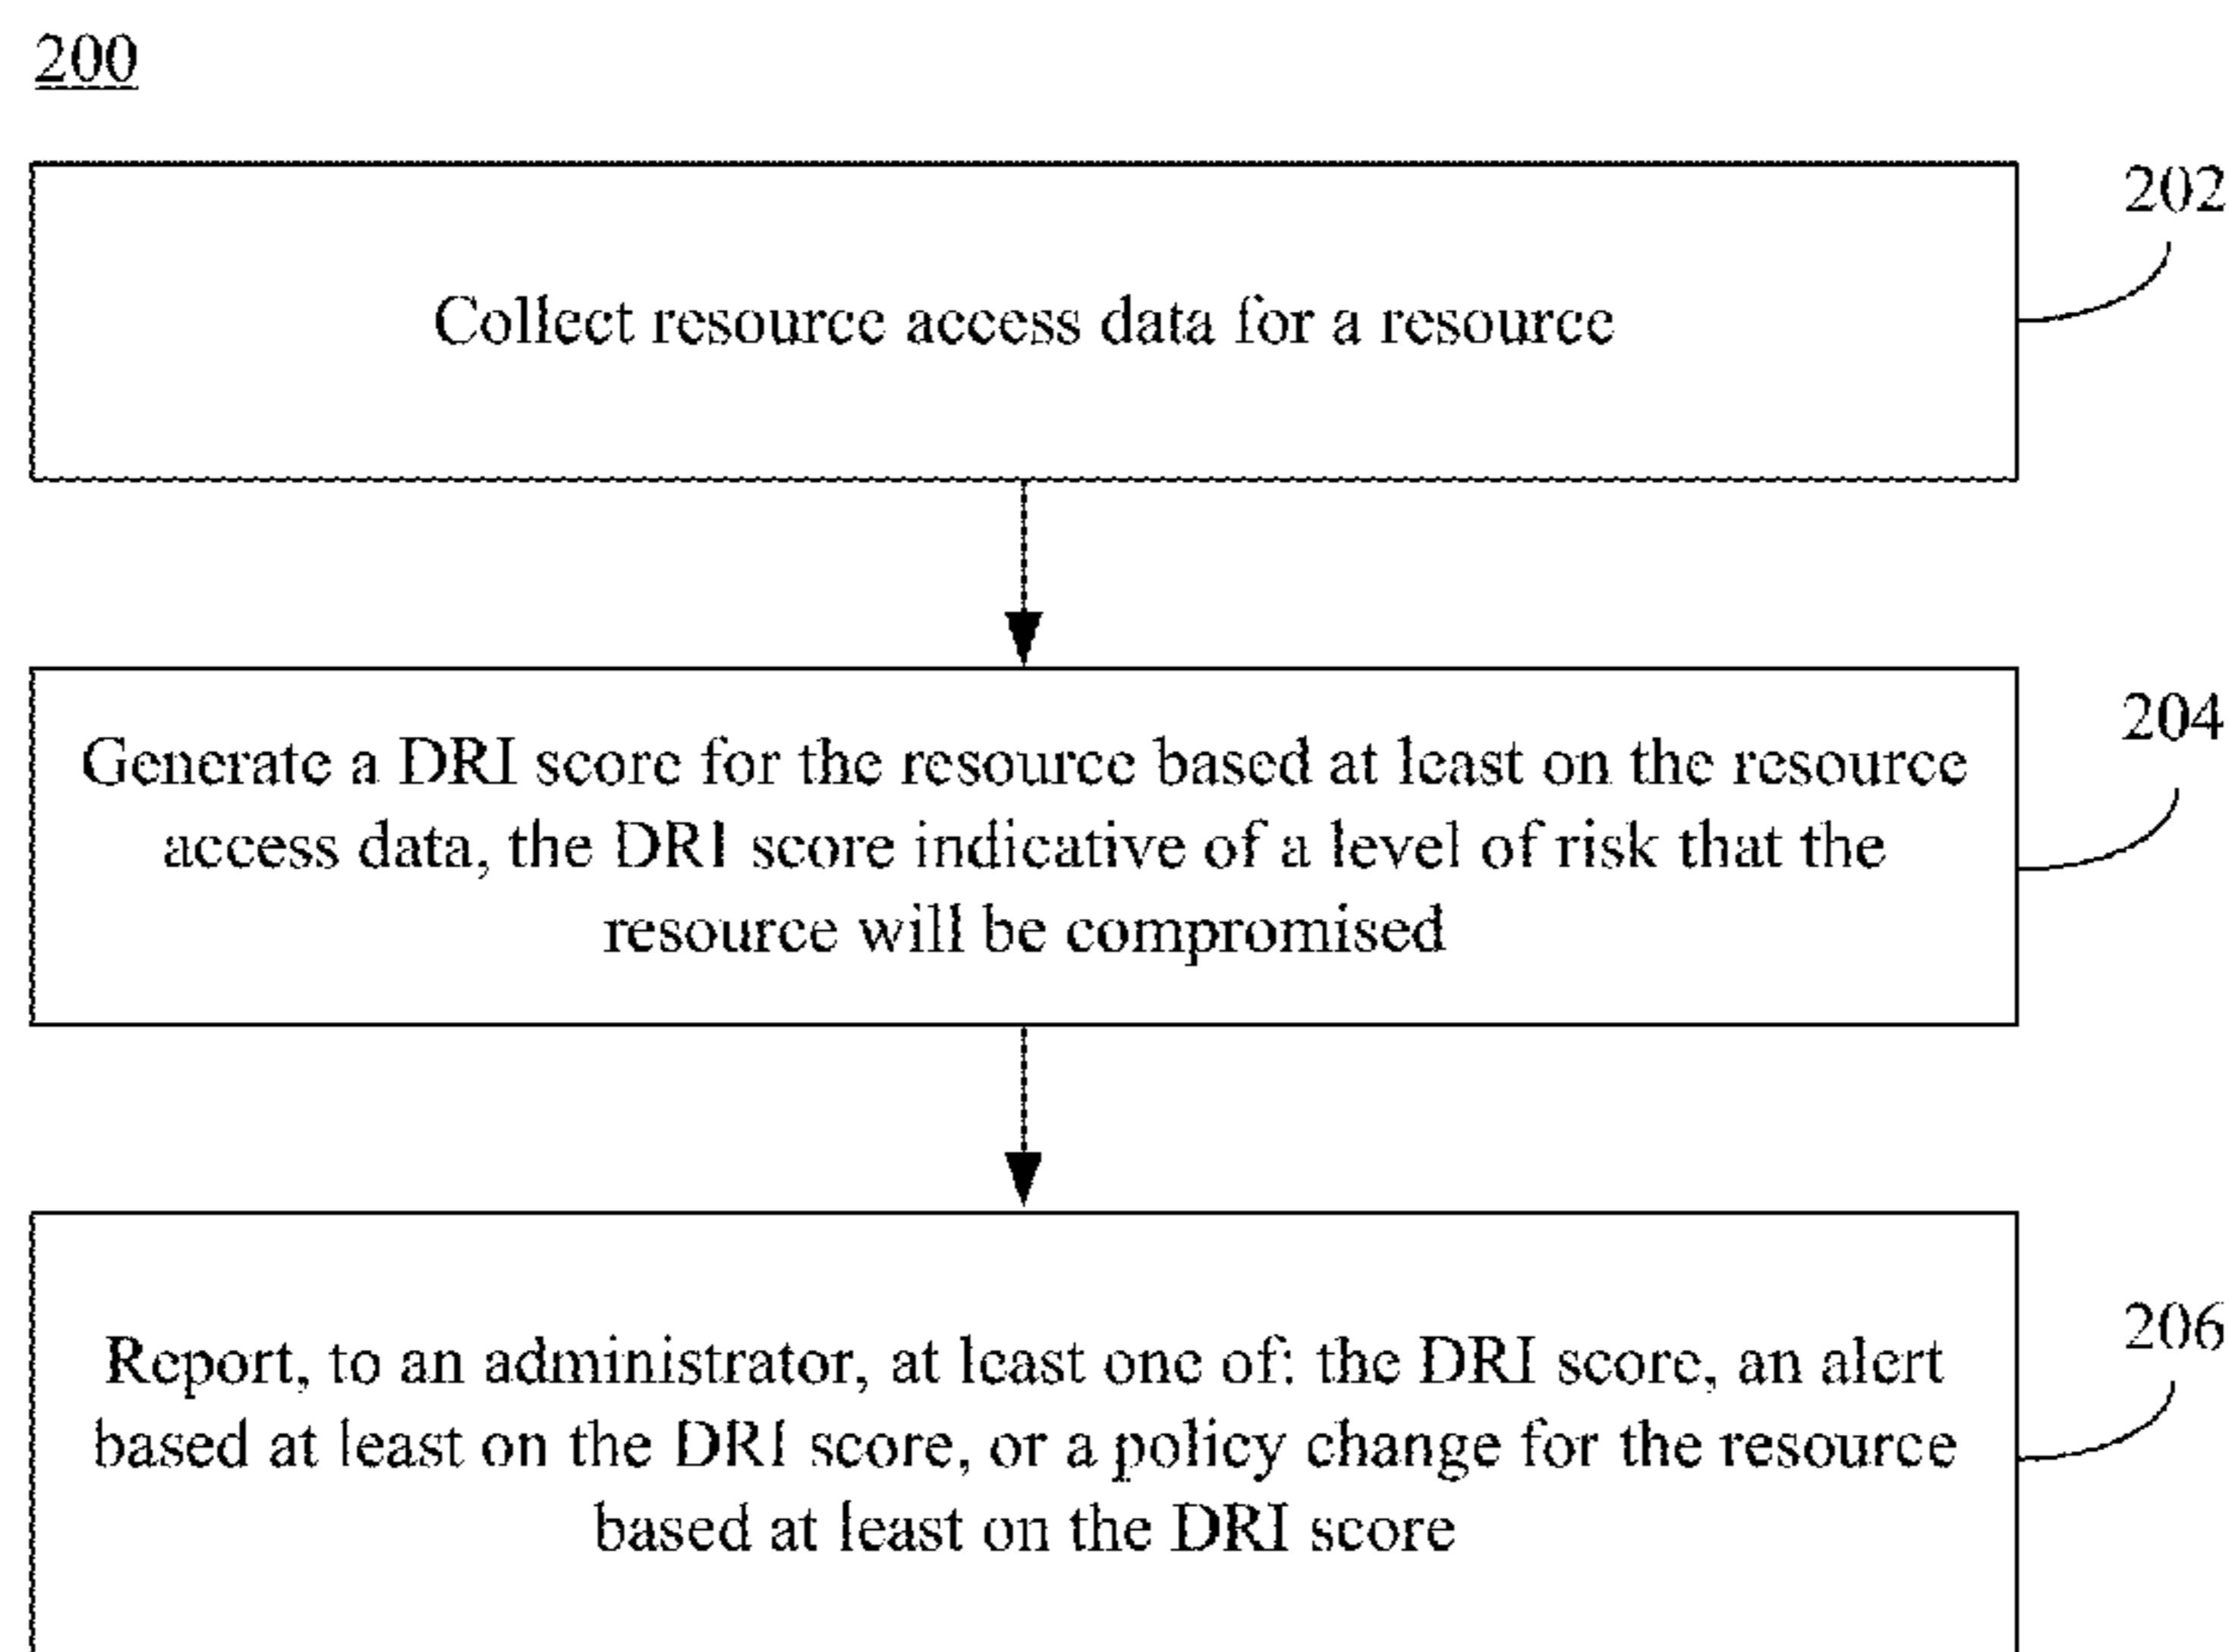 200
202
Collect resource access data for a resource
204
Generate a DRI score for the resource based at least on the resource
access data, the DRI score indicative of a level of risk that the
resource will be compromised
206
Report, to an administrator, at least one of: the DRI score, an alert
based at least on the DRI score, or a policy change for the resource
based at least on the DRI score